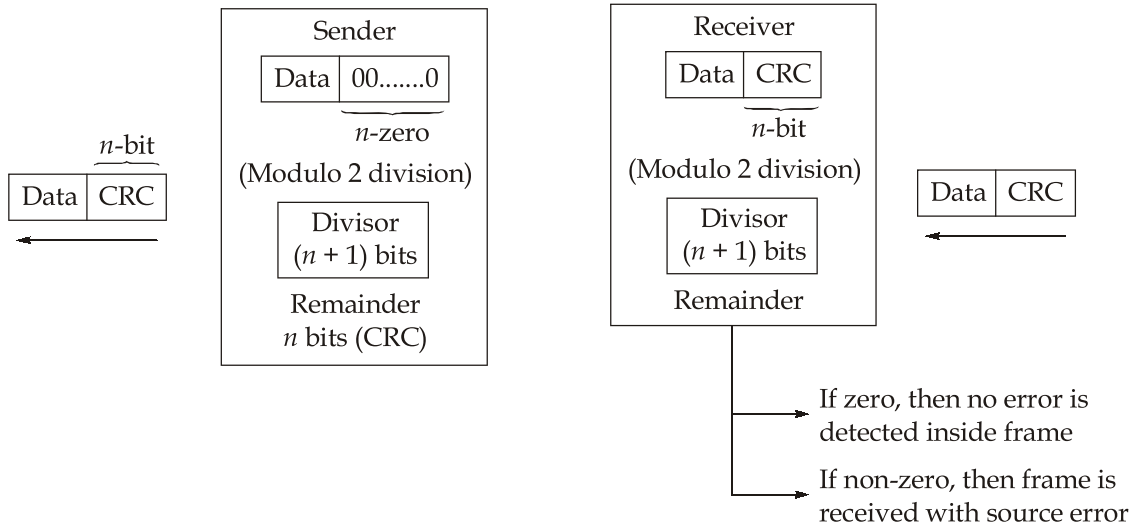 n-bit
Data CRC
Sender
Data 00.......0
n-zero
(Modulo 2 division)
Divisor
(n + 1) bits
Remainder
n bits (CRC)
Receiver
Data CRC
n-bit
(Modulo 2 division)
Divisor
(n + 1) bits
Remainder
Data CRC
If zero, then no error is
detected inside frame
If non-zero, then frame is
received with source error